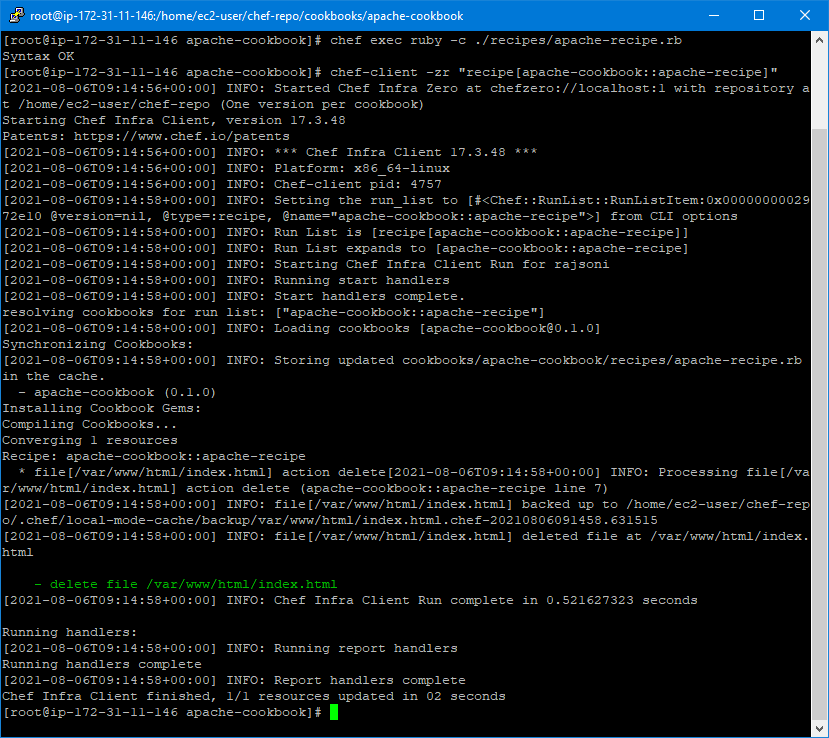 root@ip-172-31-11-146:/home/ec2-user/chef-repo/cookbooks/apache-cookbook
[root@ip-172-31-11-146 apache-cookbook]# chef exec ruby -c ./recipes/apache-recipe.rb
Syntax OK
[root@ip-172-31-11-146 apache-cookbook]# chef-client -zr "recipe[apache-cookbook::apache-recipe]"
[2021-08-06T09:14:56+00:00] INFO: Started Chef Infra Zero at chefzero://localhost:1 with repository a
t /home/ec2-user/chef-repo (One version per cookbook)
Starting Chef Infra Client, version 17.3.48
Patents: https://www.chef.io/patents
[2021-08-06T09:14:56+00:00] INFO: *** Chef Infra Client 17.3.48 ***
[2021-08-06T09:14:56+00:00] INFO: Platform: x86_64-linux
[2021-08-06T09:14:56+00:00] INFO: Chef-client pid: 4757
[2021-08-06T09:14:58+00:00] INFO: Setting the run_list to [#<Chef::RunList::RunListItem:0x00000000029
72e10 @version=nil, @type=:recipe, @name="apache-cookbook::apache-recipe">] from CLI options
[2021-08-06T09:14:58+00:00] INFO: Run List is [recipe[apache-cookbook::apache-recipe]]
[2021-08-06T09:14:58+00:00] INFO: Run List expands to [apache-cookbook::apache-recipe]
[2021-08-06T09:14:58+00:00] INFO: Starting Chef Infra Client Run for rajsoni
[2021-08-06T09:14:58+00:00] INFO: Running start handlers
[2021-08-06T09:14:58+00:00] INFO: Start handlers complete.
resolving cookbooks for run list: ["apache-cookbook::apache-recipe"]
[2021-08-06T09:14:58+00:00] INFO: Loading cookbooks [apache-cookbook@0.1.0]
Synchronizing Cookbooks:
[2021-08-06T09:14:58+00:00] INFO: Storing updated cookbooks/apache-cookbook/recipes/apache-recipe.rb
in the cache.
  - apache-cookbook (0.1.0)
Installing Cookbook Gems:
Compiling Cookbooks...
Converging 1 resources
Recipe: apache-cookbook::apache-recipe
  * file[/var/www/html/index.html] action delete[2021-08-06T09:14:58+00:00] INFO: Processing file[/va
r/www/html/index.html] action delete (apache-cookbook::apache-recipe line 7)
[2021-08-06T09:14:58+00:00] INFO: file[/var/www/html/index.html] backed up to /home/ec2-user/chef-rep
o/.chef/local-mode-cache/backup/var/www/html/index.html.chef-20210806091458.631515
[2021-08-06T09:14:58+00:00] INFO: file[/var/www/html/index.html] deleted file at /var/www/html/index.
html
    - delete file /var/www/html/index.html
[2021-08-06T09:14:58+00:00] INFO: Chef Infra Client Run complete in 0.521627323 seconds
Running handlers:
[2021-08-06T09:14:58+00:00] INFO: Running report handlers
Running handlers complete
[2021-08-06T09:14:58+00:00] INFO: Report handlers complete
Chef Infra Client finished, 1/1 resources updated in 02 seconds
[root@ip-172-31-11-146 apache-cookbook]#